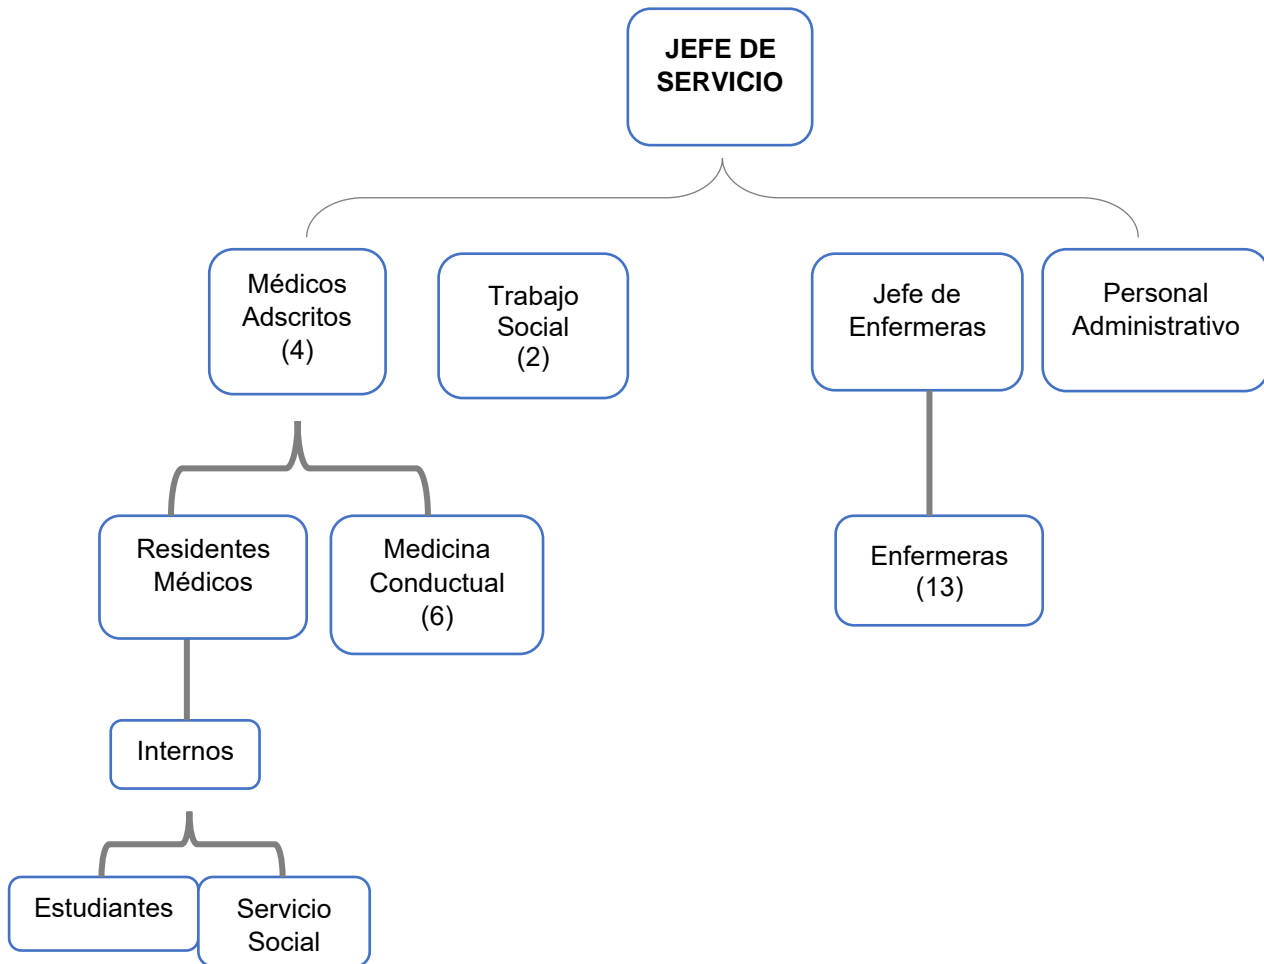 JEFE DE
SERVICIO
Médicos
Adscritos
(4)
Trabajo
Social
(2)
Jefe de
Enfermeras
Personal
Administrativo
Residentes
Médicos
Medicina
Conductual
(6)
Enfermeras
(13)
Internos
Estudiantes
Servicio
Social